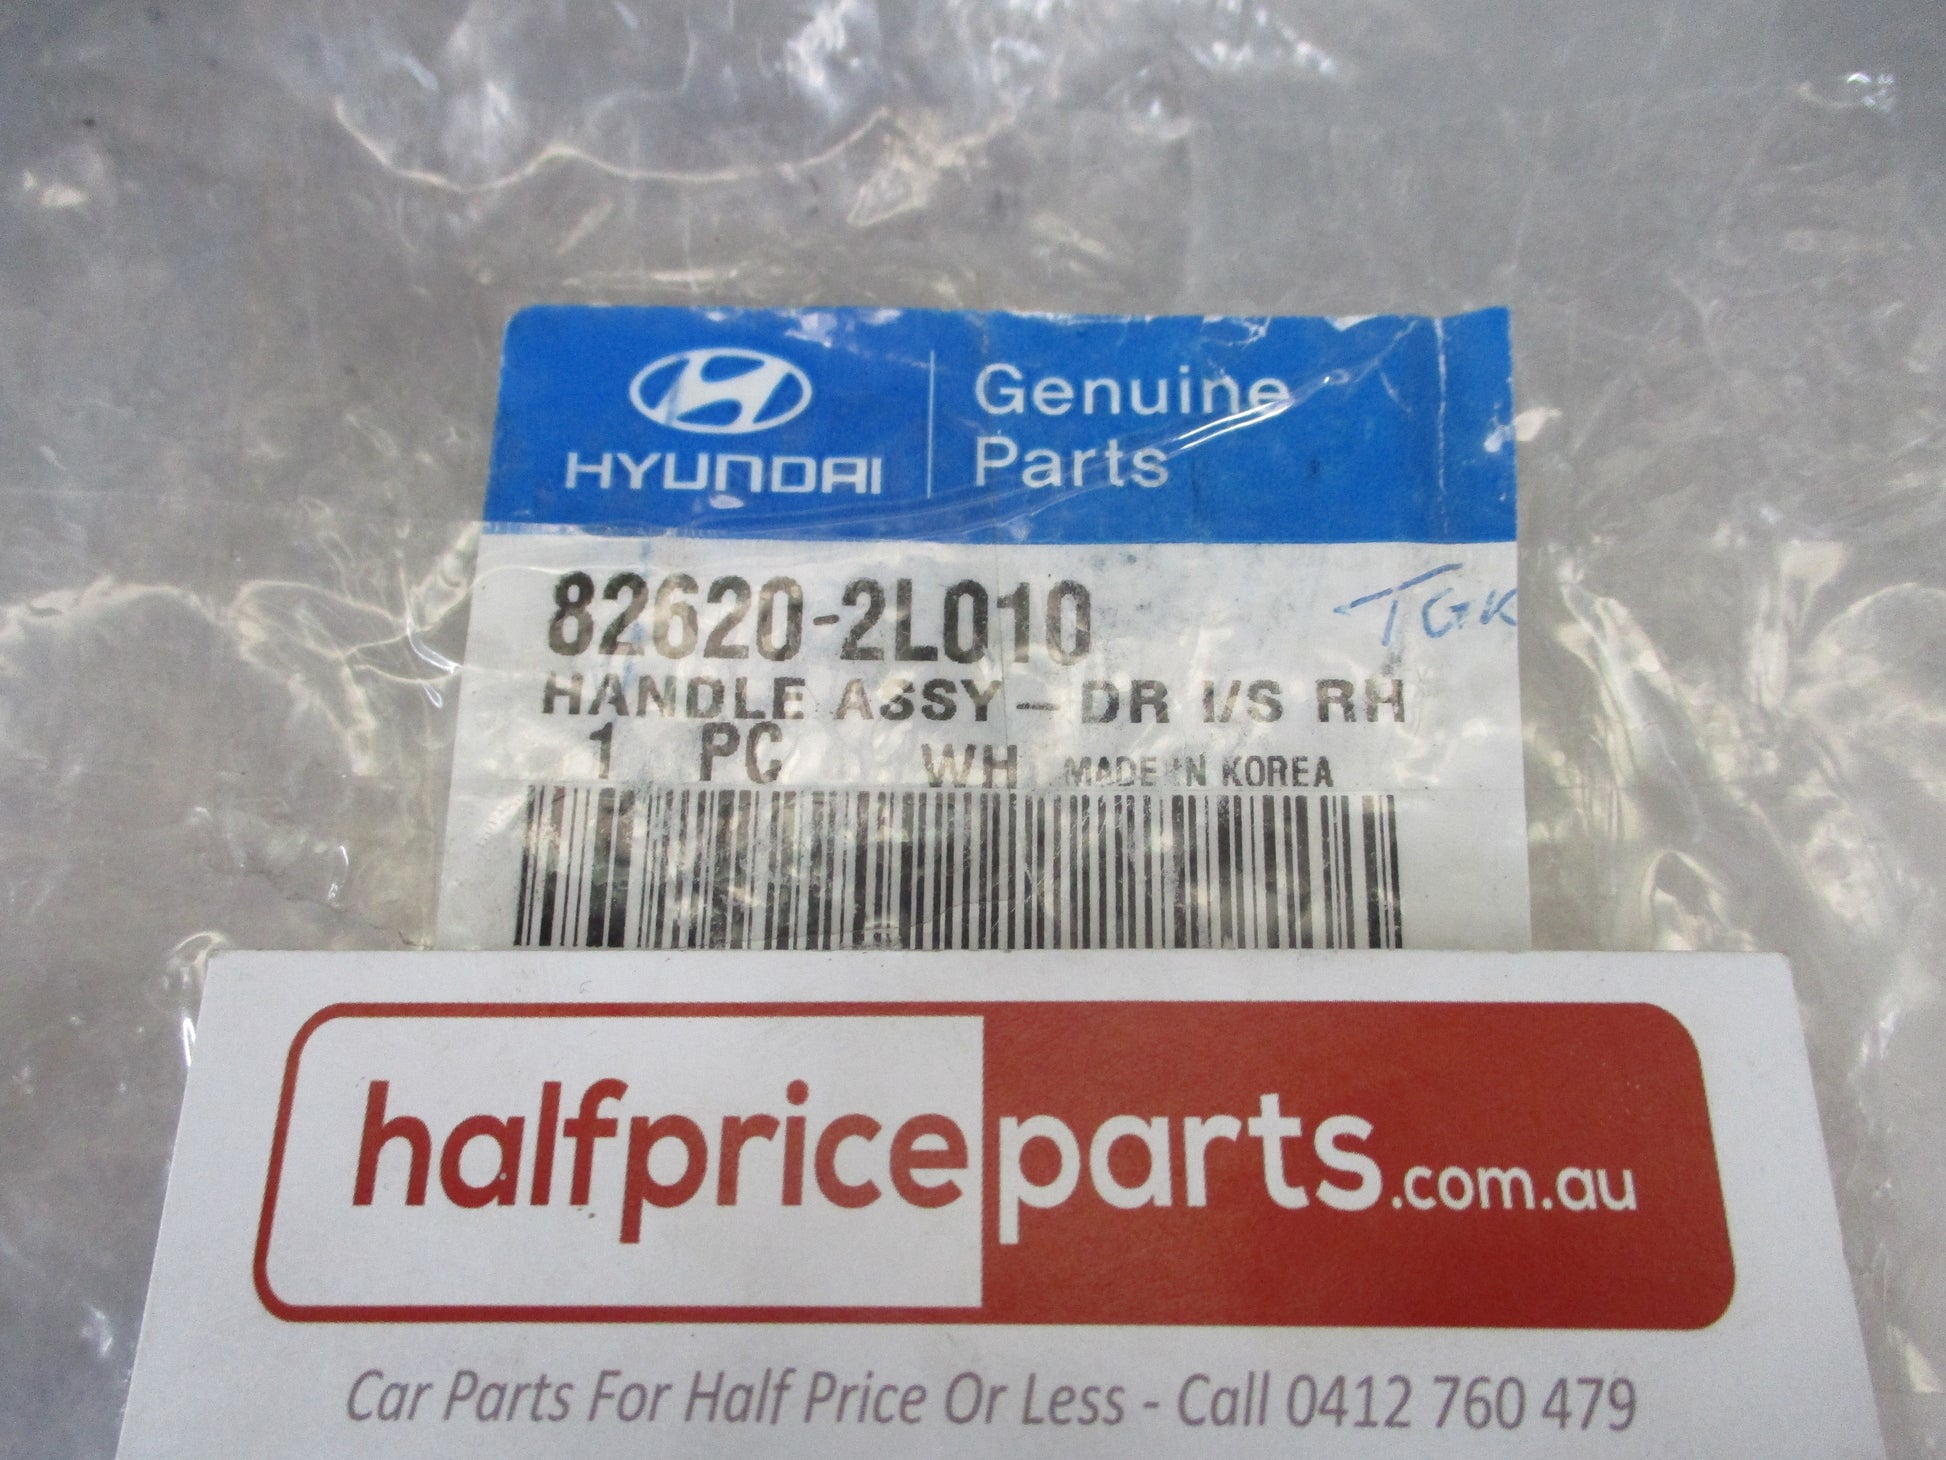 HYUNDAI
Genuine
Parts
82620-2L010
TGK
HANDLE ASSY - DR I/S RH
1 PC WH MADE IN KOREA
halfpriceparts.com.au
Car Parts For Half Price Or Less - Call 0412 760 479